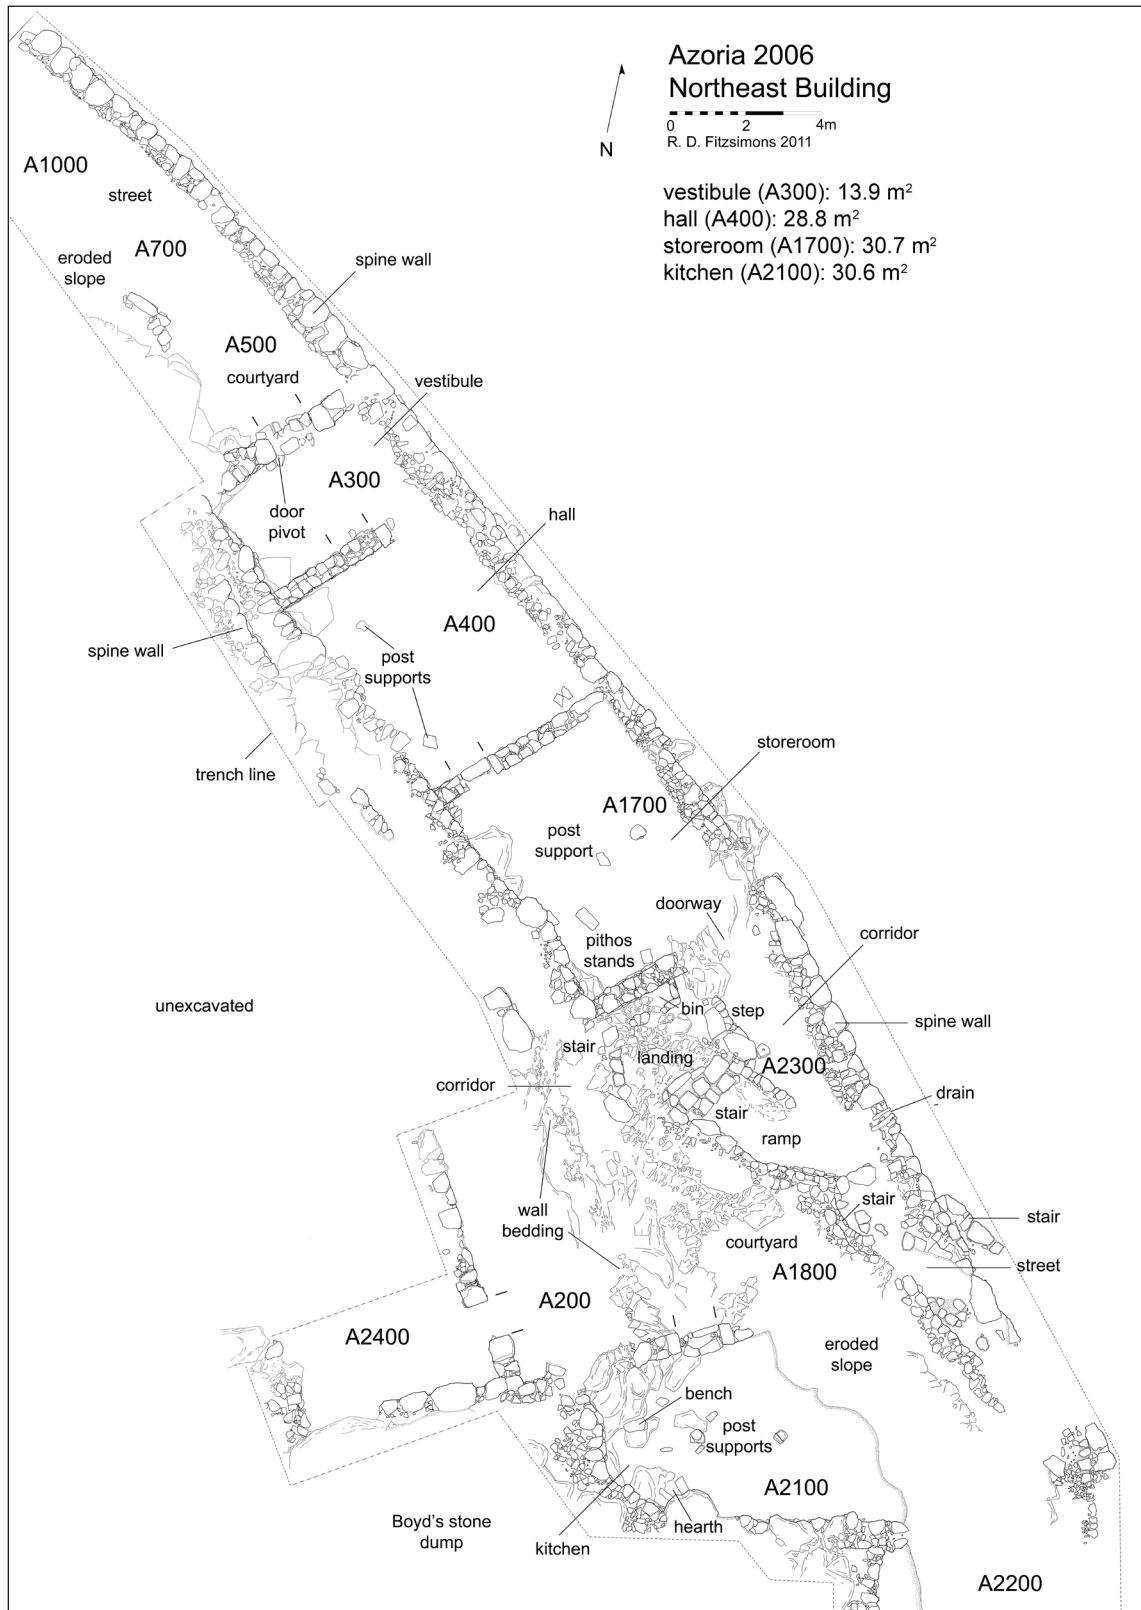 Azoria 2006
Northeast Building
0 2 4m
R. D. Fitzsimons 2011
N
vestibule (A300): 13.9 m²
hall (A400): 28.8 m²
storeroom (A1700): 30.7 m²
kitchen (A2100): 30.6 m²
A1000
street
A700
eroded
slope
spine wall
A500
courtyard
vestibule
A300
door
pivot
hall
A400
spine wall
post
supports
trench line
storeroom
A1700
post
support
doorway
corridor
pithos
stands
unexcavated
bin
step
spine wall
stair
landing
A2300
corridor
drain
stair
ramp
wall
bedding
stair
stair
courtyard
street
A1800
A200
A2400
eroded
slope
bench
post
supports
A2100
Boyd's stone
dump
hearth
kitchen
A2200